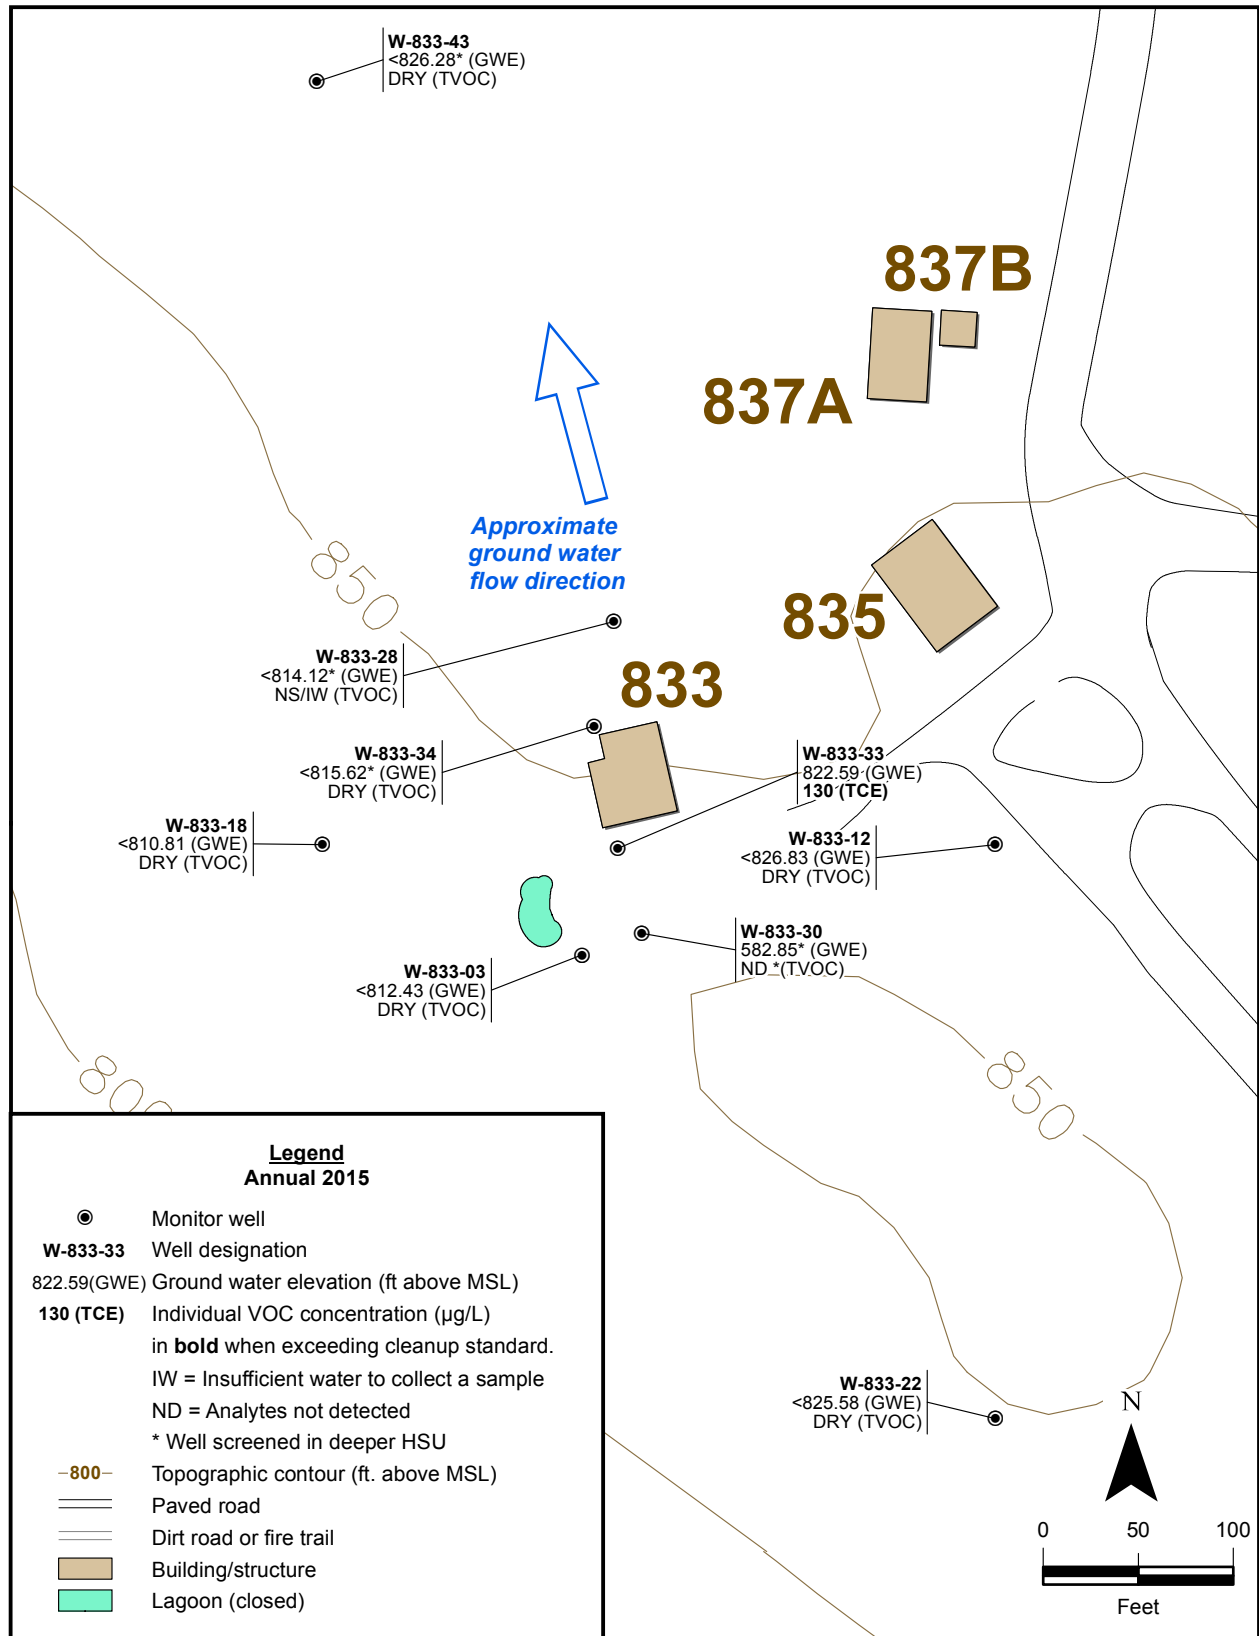 W-833-43
<826.28* (GWE)
DRY (TVOC)
837B
837A
Approximate
ground water
flow direction
850
835
W-833-28
<814.12* (GWE)
NS/IW (TVOC)
833
W-833-34
<815.62* (GWE)
DRY (TVOC)
W-833-33
822.59 (GWE)
130 (TCE)
W-833-18
<810.81 (GWE)
DRY (TVOC)
W-833-12
<826.83 (GWE)
DRY (TVOC)
W-833-30
582.85* (GWE)
ND *(TVOC)
W-833-03
<812.43 (GWE)
DRY (TVOC)
800
850
Legend
Annual 2015
Monitor well
W-833-33 Well designation
822.59(GWE) Ground water elevation (ft above MSL)
130 (TCE) Individual VOC concentration (µg/L)
in bold when exceeding cleanup standard.
IW = Insufficient water to collect a sample
ND = Analytes not detected
* Well screened in deeper HSU
800 Topographic contour (ft. above MSL)
Paved road
Dirt road or fire trail
Building/structure
Lagoon (closed)
W-833-22
<825.58 (GWE)
DRY (TVOC)
N
0 50 100
Feet